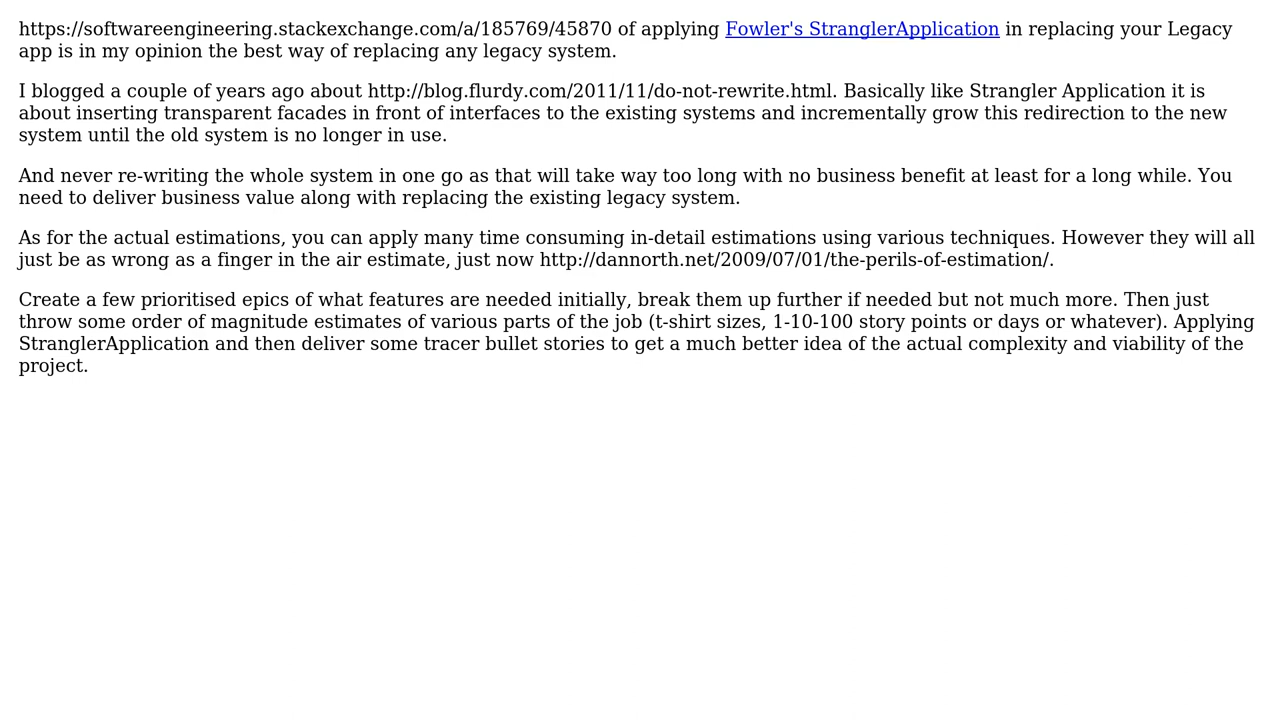 https://softwareengineering.stackexchange.com/a/185769/45870 of applying Fowler's StranglerApplication in replacing your Legacy
app is in my opinion the best way of replacing any legacy system.
I blogged a couple of years ago about http://blog.flurdy.com/2011/11/do-not-rewrite.html. Basically like Strangler Application it is
about inserting transparent facades in front of interfaces to the existing systems and incrementally grow this redirection to the new
system until the old system is no longer in use.
And never re-writing the whole system in one go as that will take way too long with no business benefit at least for a long while. You
need to deliver business value along with replacing the existing legacy system.
As for the actual estimations, you can apply many time consuming in-detail estimations using various techniques. However they will all
just be as wrong as a finger in the air estimate, just now http://dannorth.net/2009/07/01/the-perils-of-estimation/.
Create a few prioritised epics of what features are needed initially, break them up further if needed but not much more. Then just
throw some order of magnitude estimates of various parts of the job (t-shirt sizes, 1-10-100 story points or days or whatever). Applying
StranglerApplication and then deliver some tracer bullet stories to get a much better idea of the actual complexity and viability of the
project.